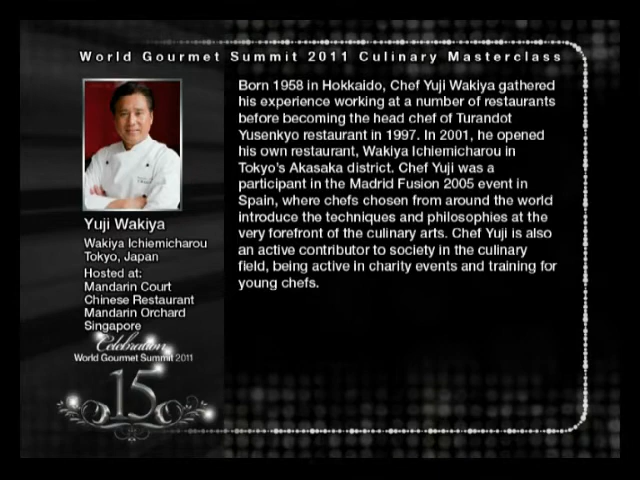 World Gourmet Summit 2011 Culinary Masterclass
Yuji Wakiya
Wakiya Ichiemicharou
Tokyo, Japan
Hosted at:
Mandarin Court
Chinese Restaurant
Mandarin Orchard
Singapore
Celebration
World Gourmet Summit 2011
15
Born 1958 in Hokkaido, Chef Yuji Wakiya gathered
his experience working at a number of restaurants
before becoming the head chef of Turandot
Yusenkyo restaurant in 1997. In 2001, he opened
his own restaurant, Wakiya Ichiemicharou in
Tokyo's Akasaka district. Chef Yuji was a
participant in the Madrid Fusion 2005 event in
Spain, where chefs chosen from around the world
introduce the techniques and philosophies at the
very forefront of the culinary arts. Chef Yuji is also
an active contributor to society in the culinary
field, being active in charity events and training for
young chefs.